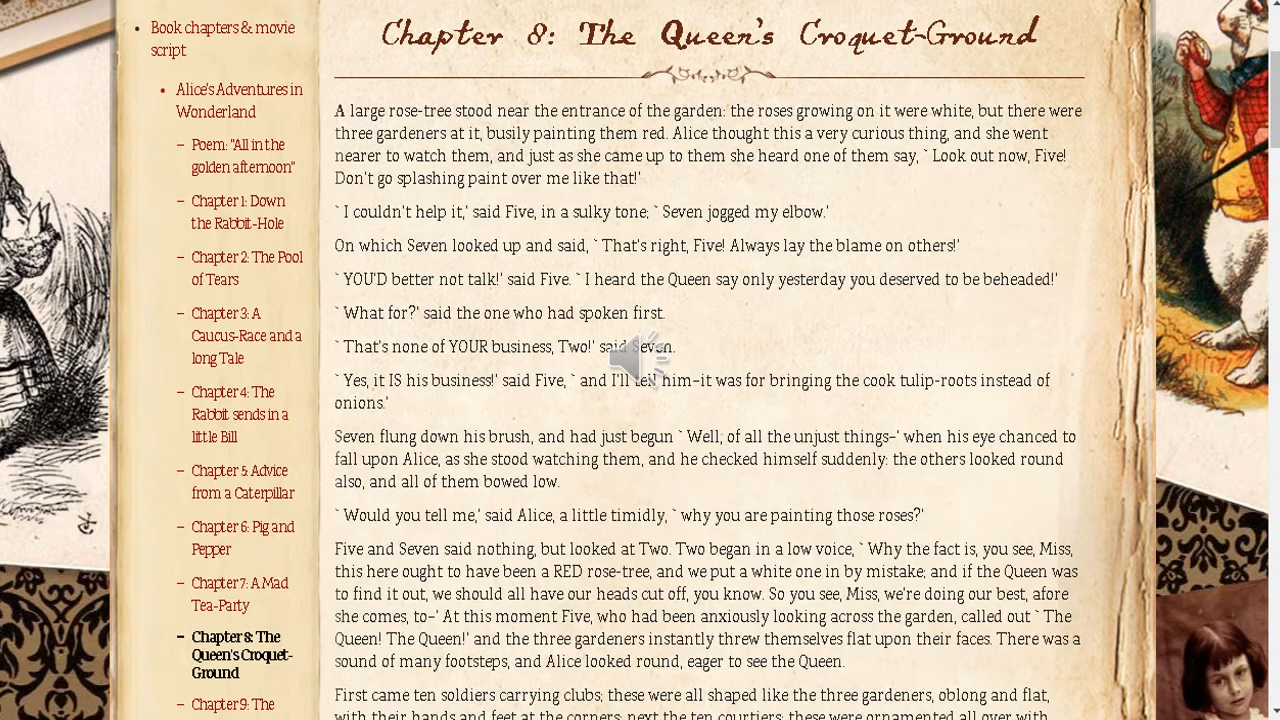 Book chapters & movie
script
Alice's Adventures in
Wonderland
– Poem: "All in the
golden afternoon"
– Chapter 1: Down
the Rabbit-Hole
– Chapter 2: The Pool
of Tears
– Chapter 3: A
Caucus-Race and a
long Tale
– Chapter 4: The
Rabbit sends in a
little Bill
– Chapter 5: Advice
from a Caterpillar
– Chapter 6: Pig and
Pepper
– Chapter 7: A Mad
Tea-Party
– Chapter 8: The
Queen's Croquet-
Ground
– Chapter 9: The
Chapter 8: The Queen's Croquet-Ground
A large rose-tree stood near the entrance of the garden: the roses growing on it were white, but there were
three gardeners at it, busily painting them red. Alice thought this a very curious thing, and she went
nearer to watch them, and just as she came up to them she heard one of them say, ` Look out now, Five!
Don't go splashing paint over me like that!'
` I couldn't help it,' said Five, in a sulky tone; ` Seven jogged my elbow.'
On which Seven looked up and said, ` That's right, Five! Always lay the blame on others!'
` YOU'D better not talk!' said Five. ` I heard the Queen say only yesterday you deserved to be beheaded!'
` What for?' said the one who had spoken first.
` That's none of YOUR business, Two!' said Seven.
` Yes, it IS his business!' said Five, ` and I'll tell him–it was for bringing the cook tulip-roots instead of
onions.'
Seven flung down his brush, and had just begun ` Well, of all the unjust things–' when his eye chanced to
fall upon Alice, as she stood watching them, and he checked himself suddenly: the others looked round
also, and all of them bowed low.
` Would you tell me,' said Alice, a little timidly, ` why you are painting those roses?'
Five and Seven said nothing, but looked at Two. Two began in a low voice, ` Why the fact is, you see, Miss,
this here ought to have been a RED rose-tree, and we put a white one in by mistake; and if the Queen was
to find it out, we should all have our heads cut off, you know. So you see, Miss, we're doing our best, afore
she comes, to–' At this moment Five, who had been anxiously looking across the garden, called out ` The
Queen! The Queen!' and the three gardeners instantly threw themselves flat upon their faces. There was a
sound of many footsteps, and Alice looked round, eager to see the Queen.
First came ten soldiers carrying clubs; these were all shaped like the three gardeners, oblong and flat,
with their hands and feet at the corners: next the ten courtiers; these were ornamented all over with